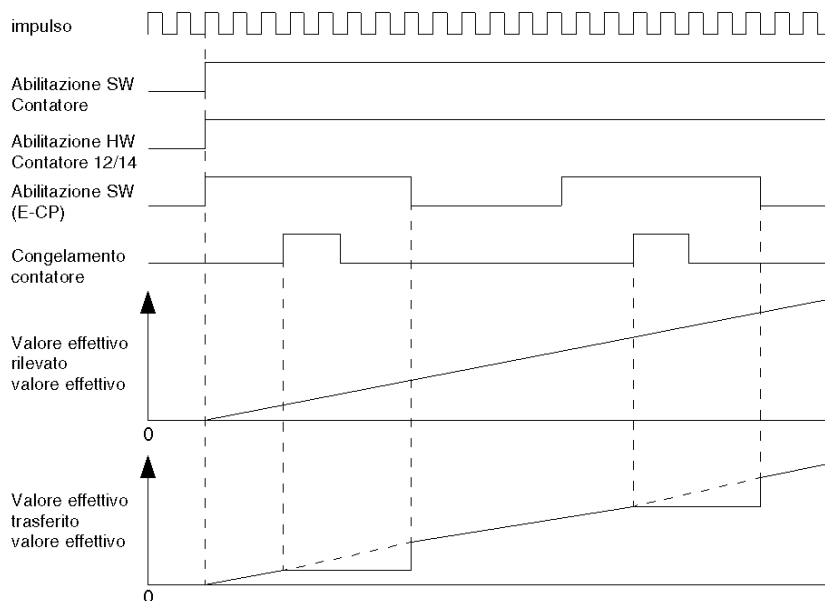 impulso
Abilitazione SW
Contatore
Abilitazione HW
Contatore 12/14
Abilitazione SW
(E-CP)
Congelamento
contatore
Valore effettivo
rilevato
valore effettivo
0
Valore effettivo
trasferito
valore effettivo
0